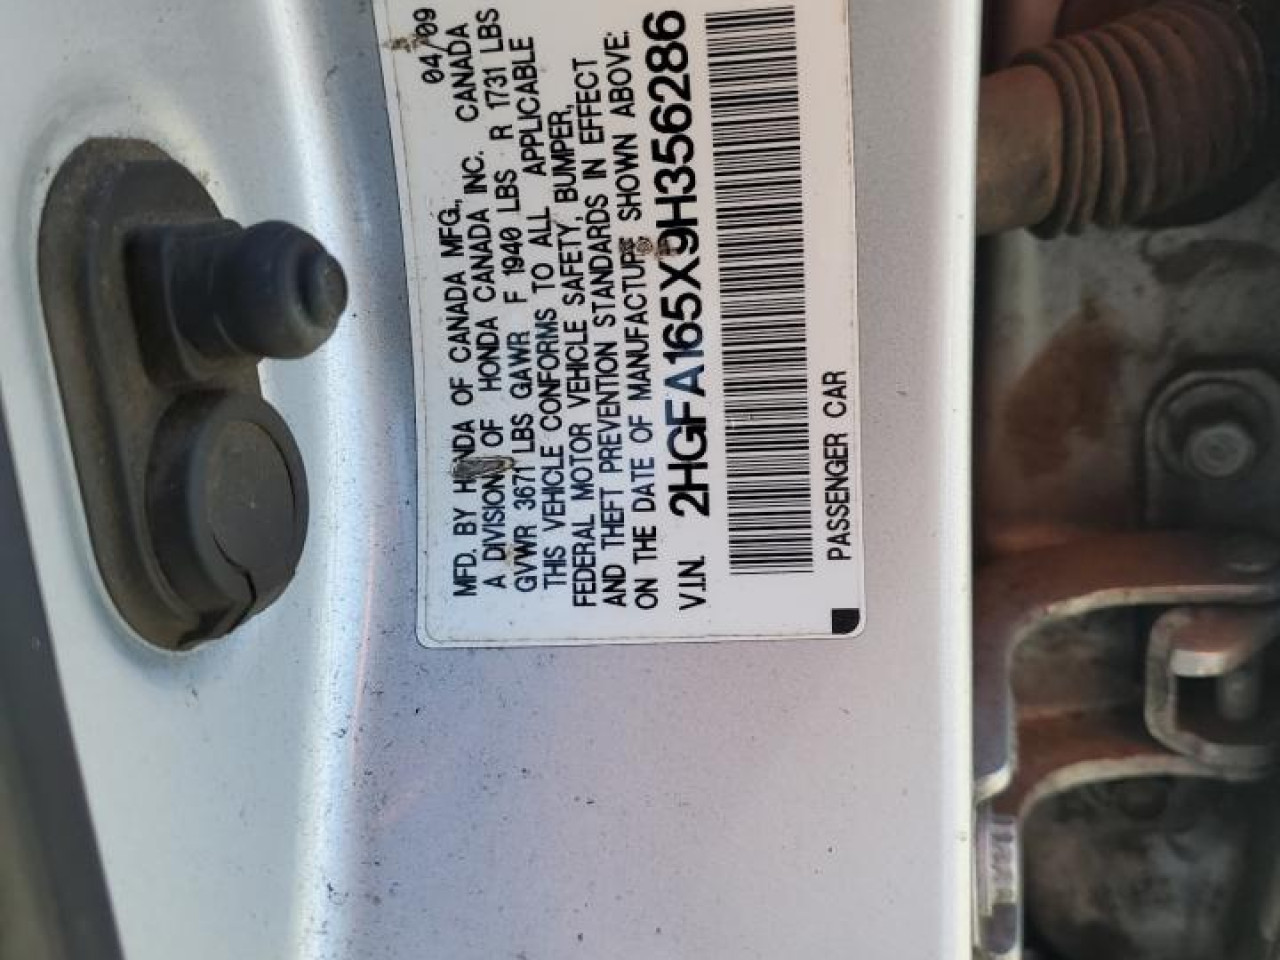 MFD. BY HONDA OF CANADA MFG., 04/09
A DIVISION OF HONDA CANADA INC. CANADA
GVWR 3671 LBS GAWR F 1940 LBS R 1731 LBS
THIS VEHICLE CONFORMS TO ALL APPLICABLE
FEDERAL MOTOR VEHICLE SAFETY, BUMPER,
AND THEFT PREVENTION STANDARDS IN EFFECT
ON THE DATE OF MANUFACTURE SHOWN ABOVE.
V.I.N. 2HGFA165X9H356286
PASSENGER CAR